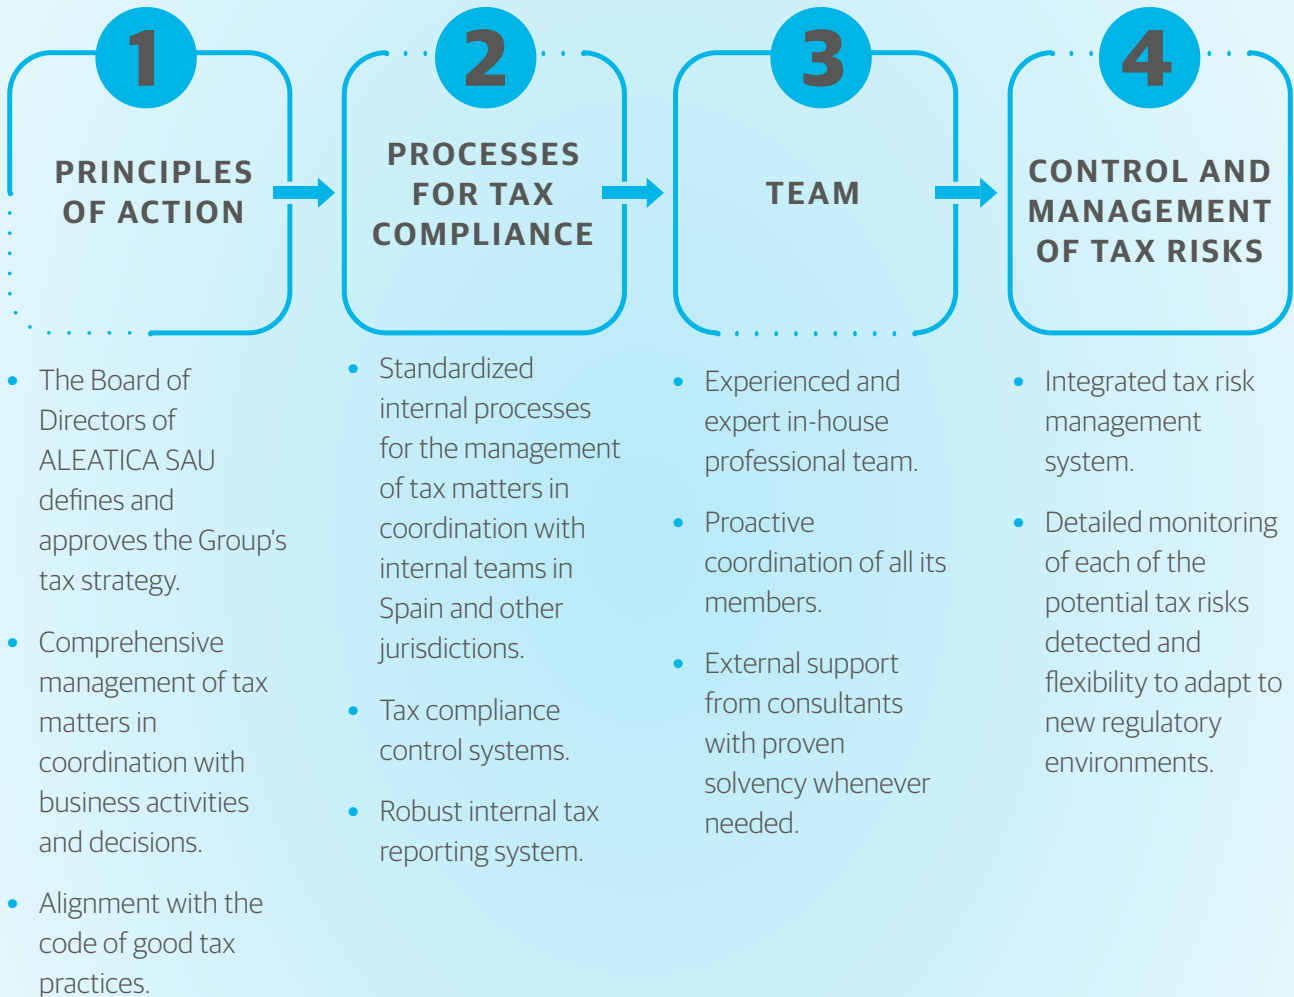 1
PRINCIPLES
OF ACTION
• The Board of
Directors of
ALEATICA SAU
defines and
approves the Group's
tax strategy.
• Comprehensive
management of tax
matters in
coordination with
business activities
and decisions.
• Alignment with the
code of good tax
practices.
2
PROCESSES
FOR TAX
COMPLIANCE
• Standardized
internal processes
for the management
of tax matters in
coordination with
internal teams in
Spain and other
jurisdictions.
• Tax compliance
control systems.
• Robust internal tax
reporting system.
3
TEAM
• Experienced and
expert in-house
professional team.
• Proactive
coordination of all its
members.
• External support
from consultants
with proven
solvency whenever
needed.
4
CONTROL AND
MANAGEMENT
OF TAX RISKS
• Integrated tax risk
management
system.
• Detailed monitoring
of each of the
potential tax risks
detected and
flexibility to adapt to
new regulatory
environments.